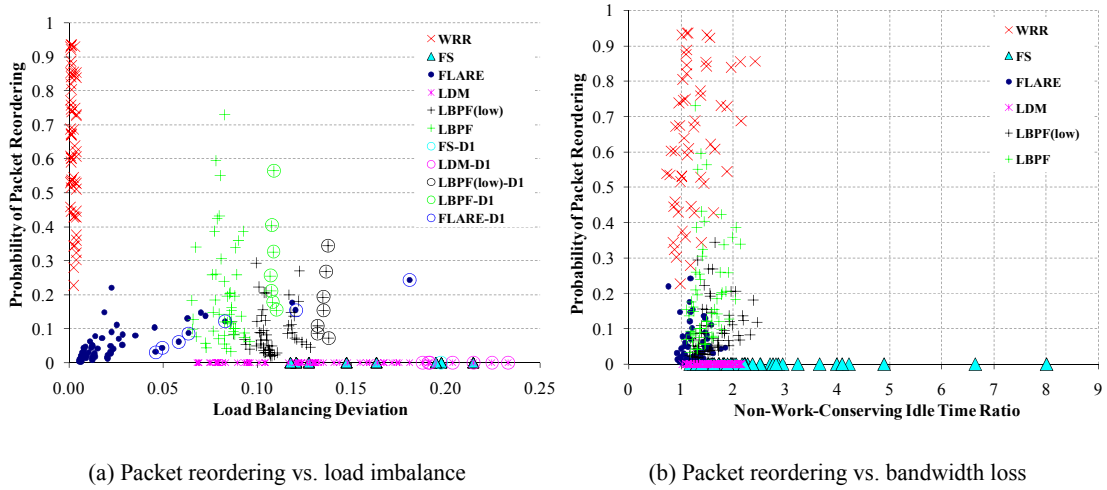 Probability of Packet Reordering
1
0.9
0.8
0.7
0.6
0.5
0.4
0.3
0.2
0.1
0
0.00
0.05
0.10
0.15
0.20
0.25
Load Balancing Deviation
WRR
FS
FLARE
LDM
LBPF(low)
LBPF
FS-D1
LDM-D1
LBPF(low)-D1
LBPF-D1
FLARE-D1
(a) Packet reordering vs. load imbalance
Probability of Packet Reordering
1
0.9
0.8
0.7
0.6
0.5
0.4
0.3
0.2
0.1
0
0
1
2
3
4
5
6
7
8
9
Non-Work-Conserving Idle Time Ratio
WRR
FS
FLARE
LDM
LBPF(low)
LBPF
(b) Packet reordering vs. bandwidth loss